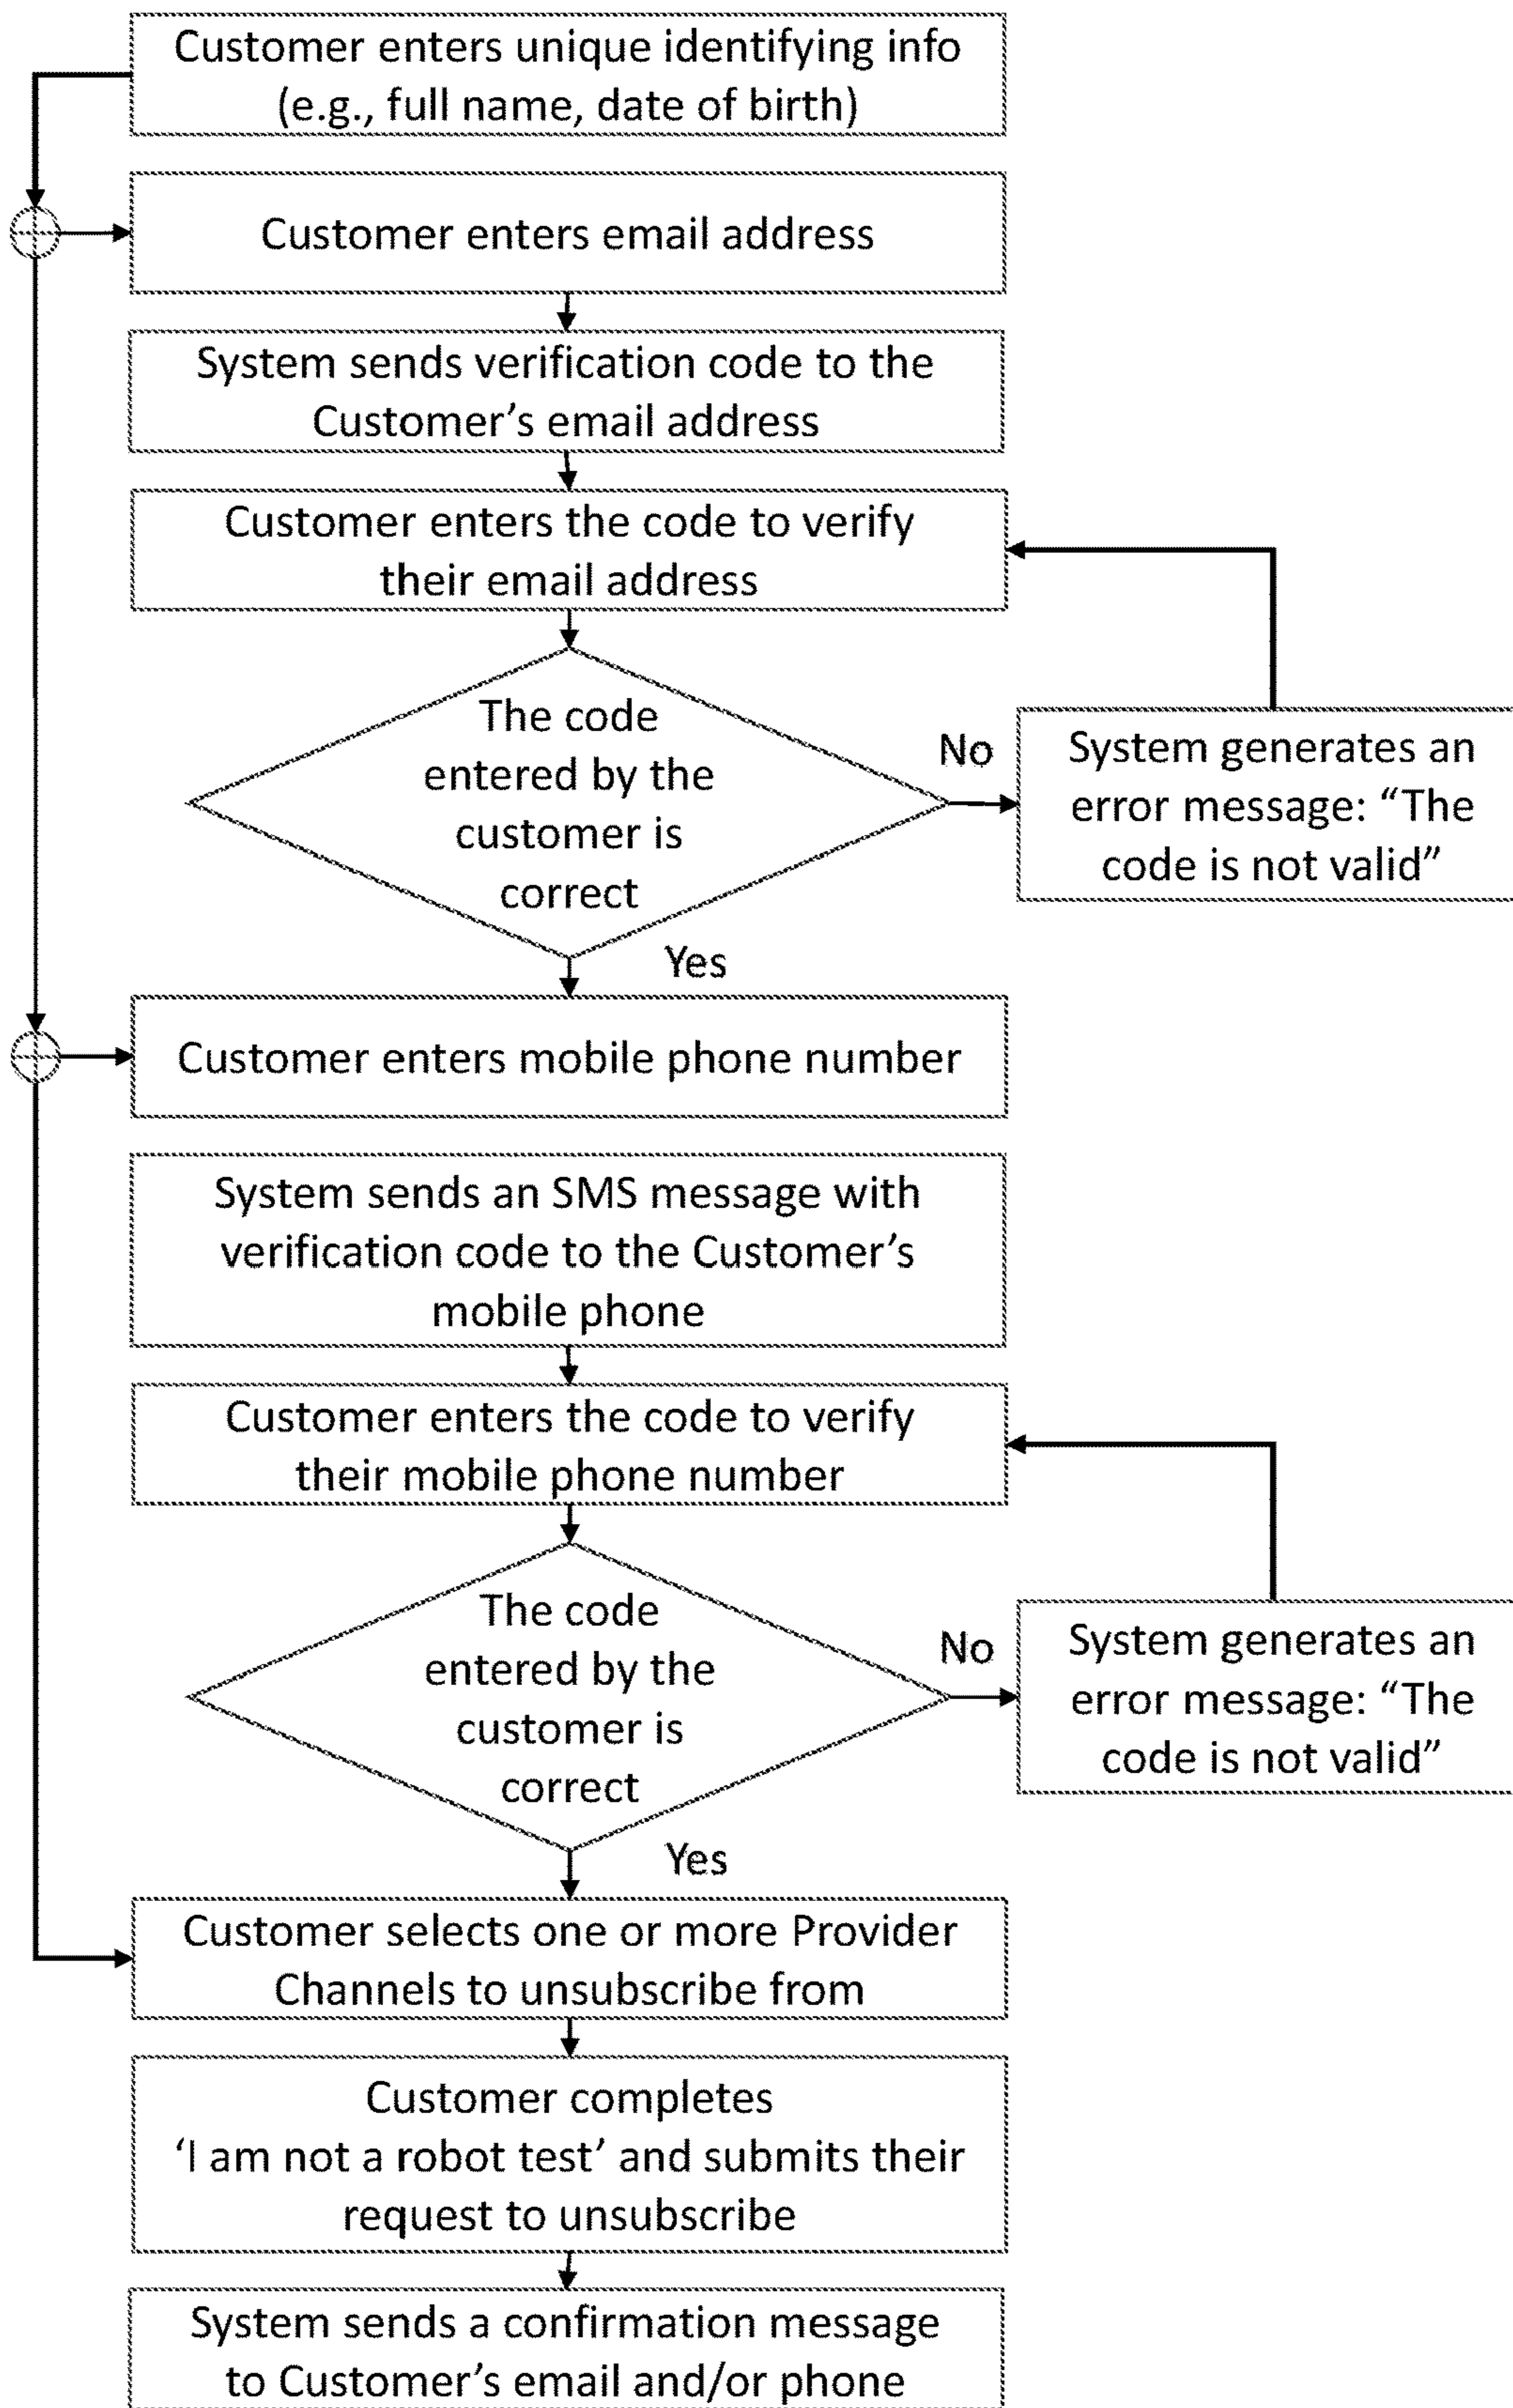 Customer enters unique identifying info
(e.g., full name, date of birth)
Customer enters email address
System sends verification code to the
Customer’s email address
Customer enters the code to verify
their email address
The code
entered by the
customer is
correct
No
System generates an
error message: “The
code is not valid”
Yes
Customer enters mobile phone number
System sends an SMS message with
verification code to the Customer’s
mobile phone
Customer enters the code to verify
their mobile phone number
The code
entered by the
customer is
correct
No
System generates an
error message: “The
code is not valid”
Yes
Customer selects one or more Provider
Channels to unsubscribe from
Customer completes
‘I am not a robot test’ and submits their
request to unsubscribe
System sends a confirmation message
to Customer’s email and/or phone